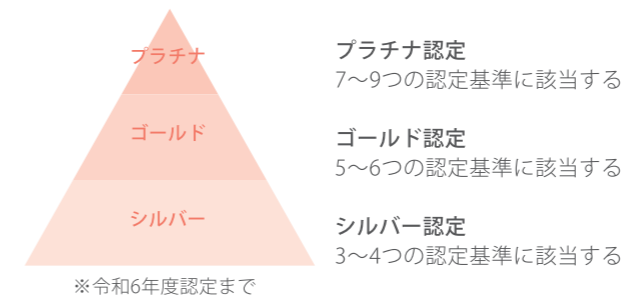 プラチナ
ゴールド
シルバー
※令和6年度認定まで
プラチナ認定
7～9つの認定基準に該当する
ゴールド認定
5～6つの認定基準に該当する
シルバー認定
3～4つの認定基準に該当する